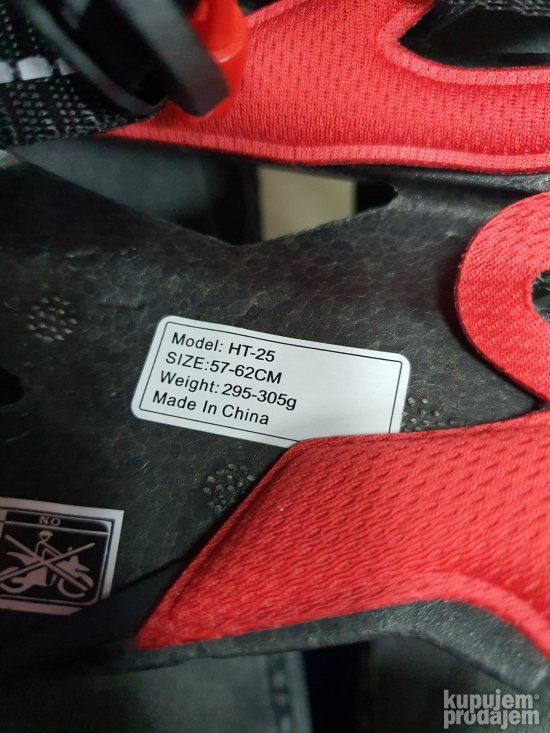 Model: HT-25
SIZE:57-62CM
Weight: 295-305g
Made In China
NO
kupujem
prodajem